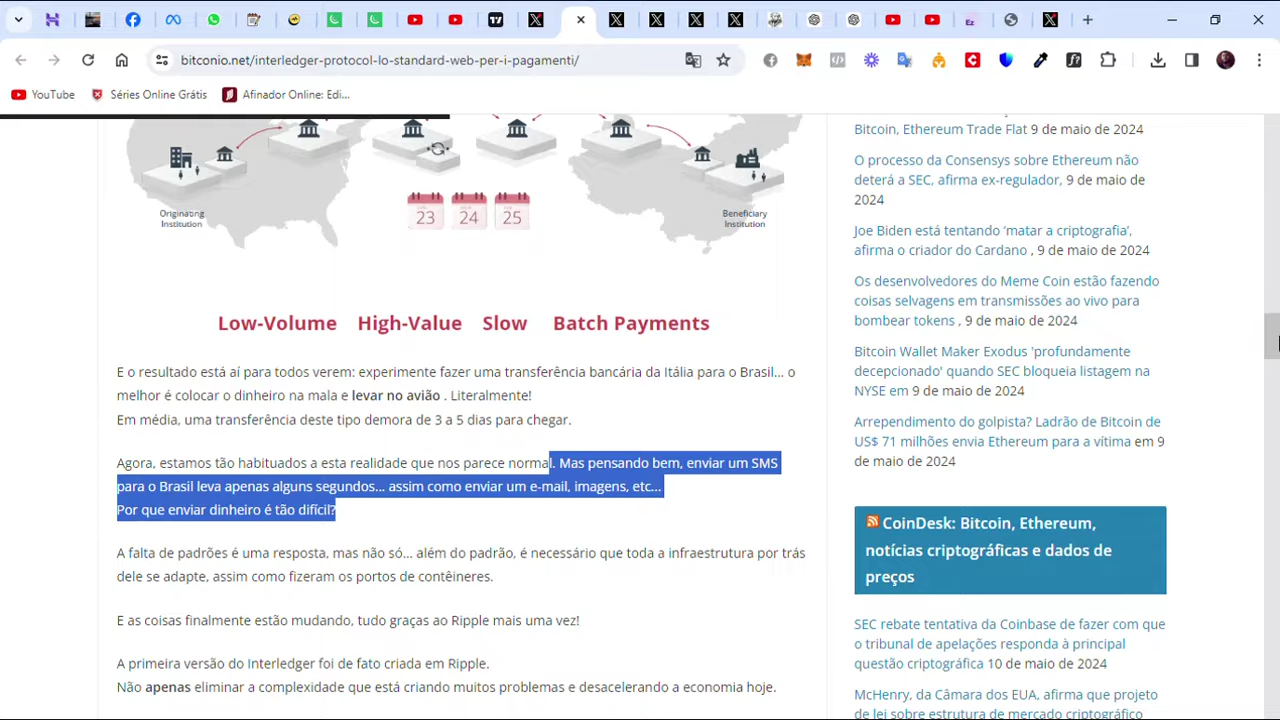 bitconio.net/interledger-protocol-lo-standard-web-per-i-pagamenti/
YouTube
Séries Online Grátis
Afinador Online: Edi...
Originating
Institution
23
24
25
Beneficiary
Institution
Low-Volume High-Value Slow Batch Payments
E o resultado está aí para todos verem: experimente fazer uma transferência bancária da Itália para o Brasil... o
melhor é colocar o dinheiro na mala e levar no avião . Literalmente!
Em média, uma transferência deste tipo demora de 3 a 5 dias para chegar.
Agora, estamos tão habituados a esta realidade que nos parece normal. Mas pensando bem, enviar um SMS
para o Brasil leva apenas alguns segundos... assim como enviar um e-mail, imagens, etc...
Por que enviar dinheiro é tão difícil?
A falta de padrões é uma resposta, mas não só... além do padrão, é necessário que toda a infraestrutura por trás
dele se adapte, assim como fizeram os portos de contêineres.
E as coisas finalmente estão mudando, tudo graças ao Ripple mais uma vez!
A primeira versão do Interledger foi de fato criada em Ripple.
Não apenas eliminar a complexidade que está criando muitos problemas e desacelerando a economia hoje.
Bitcoin, Ethereum Trade Flat 9 de maio de 2024
O processo da Consensys sobre Ethereum não
deterá a SEC, afirma ex-regulador, 9 de maio de
2024
Joe Biden está tentando ‘matar a criptografia’,
afirma o criador do Cardano , 9 de maio de 2024
Os desenvolvedores do Meme Coin estão fazendo
coisas selvagens em transmissões ao vivo para
bombear tokens , 9 de maio de 2024
Bitcoin Wallet Maker Exodus 'profundamente
decepcionado' quando SEC bloqueia listagem na
NYSE em 9 de maio de 2024
Arrependimento do golpista? Ladrão de Bitcoin de
US$ 71 milhões envia Ethereum para a vítima em 9
de maio de 2024
CoinDesk: Bitcoin, Ethereum,
notícias criptográficas e dados de
preços
SEC rebate tentativa da Coinbase de fazer com que
o tribunal de apelações responda à principal
questão criptográfica 10 de maio de 2024
McHenry, da Câmara dos EUA, afirma que projeto
de lei sobre estrutura de mercado criptográfico